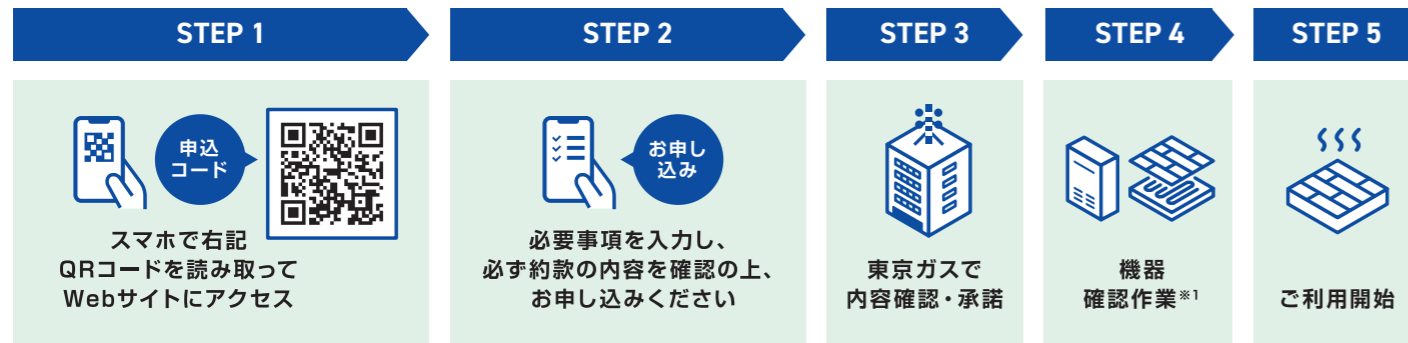 STEP 1
申込
コード
スマホで右記
QRコードを読み取って
Webサイトにアクセス
STEP 2
お申し
込み
必要事項を入力し、
必ず約款の内容を確認の上、
お申し込みください
STEP 3
東京ガスで
内容確認・承諾
STEP 4
機器
確認作業※1
STEP 5
ご利用開始